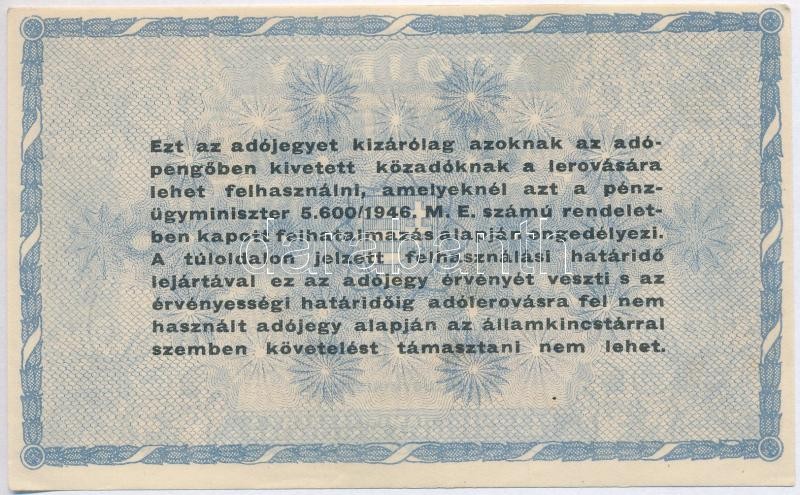 Ezt az adójegyet kizárólag azoknak az adó-
pengőben kivetett közadóknak a lerovására
lehet felhasználni, amelyeknél azt a pénz-
ügyminiszter 5.600/1946. M. E. számú rendelet-
ben kapott felhatalmazás alapján engedélyezi.
A túloldalon jelzett felhasználási határidő
lejártával ez az adójegy érvényét veszti s az
érvényességi határidőig adólerovásra fel nem
használt adójegy alapján az államkincstárral
szemben követelést támasztani nem lehet.